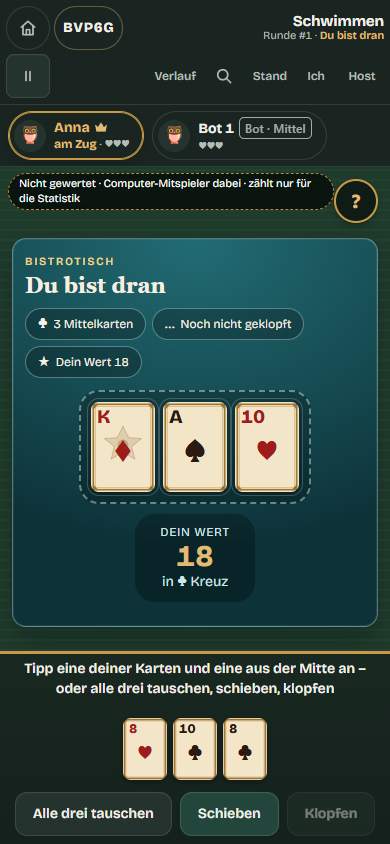 BVP6G
Schwimmen
Runde #1 · Du bist dran
Verlauf
Stand
Ich
Host
Anna
am Zug ·
Bot 1 Bot · Mittel
Nicht gewertet · Computer-Mitspieler dabei · zählt nur für
die Statistik
?
BISTROTISCH
Du bist dran
3 Mittelkarten
... Noch nicht geklopft
Dein Wert 18
K A 10
DEIN WERT
18
in ♣ Kreuz
Tipp eine deiner Karten und eine aus der Mitte an –
oder alle drei tauschen, schieben, klopfen
8 10 8
Alle drei tauschen
Schieben
Klopfen